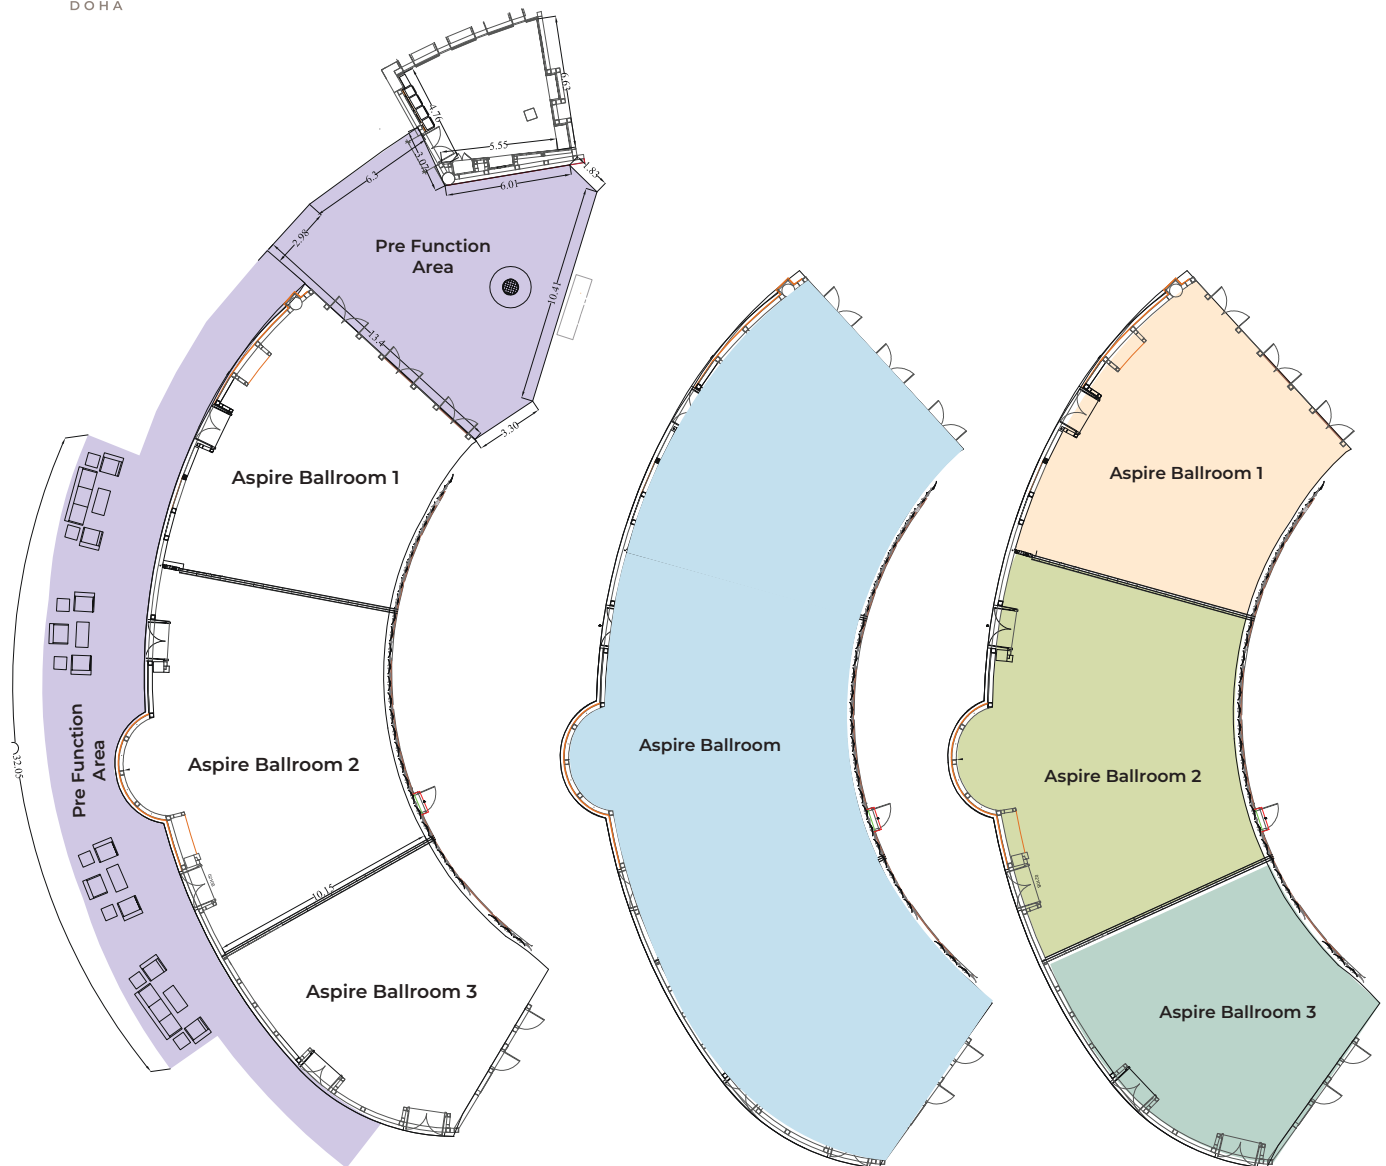 DOHA
6.63
4.76
5.55
3.07
6.3
6.01
1.83
2.98
Pre Function
Area
10.41
13.4
3.30
Aspire Ballroom 1
Aspire Ballroom 1
Pre Function
Area
32.05
Aspire Ballroom 2
Aspire Ballroom
Aspire Ballroom 2
10.15
Aspire Ballroom 3
Aspire Ballroom 3